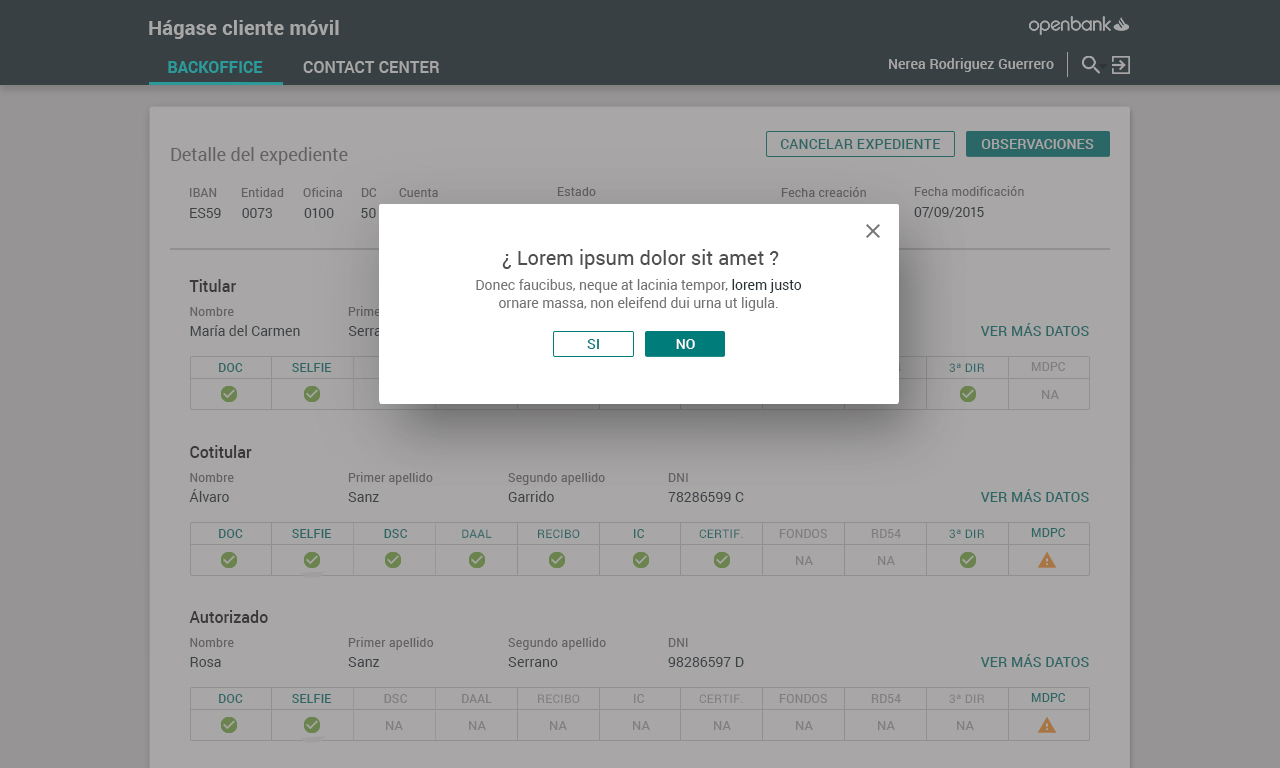 Hágase cliente móvil
openbank
BACKOFFICE CONTACT CENTER
Nerea Rodriguez Guerrero
Detalle del expediente
CANCELAR EXPEDIENTE OBSERVACIONES
IBAN Entidad Oficina DC Cuenta Estado Fecha creación Fecha modificación
ES59 0073 0100 50 07/09/2015
¿ Lorem ipsum dolor sit amet ?
Donec faucibus, neque at lacinia tempor, lorem justo
ornare massa, non eleifend dui urna ut ligula.
SI NO
Titular
Nombre
María del Carmen VER MÁS DATOS
DOC SELFIE 3ª DIR MDPC
NA
Cotitular
Nombre Primer apellido Segundo apellido DNI
Álvaro Sanz Garrido 78286599 C VER MÁS DATOS
DOC SELFIE DSC DAAL RECIBO IC CERTIF. FONDOS RD54 3ª DIR MDPC
NA NA
Autorizado
Nombre Primer apellido Segundo apellido DNI
Rosa Sanz Serrano 98286597 D VER MÁS DATOS
DOC SELFIE DSC DAAL RECIBO IC CERTIF. FONDOS RD54 3ª DIR MDPC
NA NA NA NA NA NA NA NA